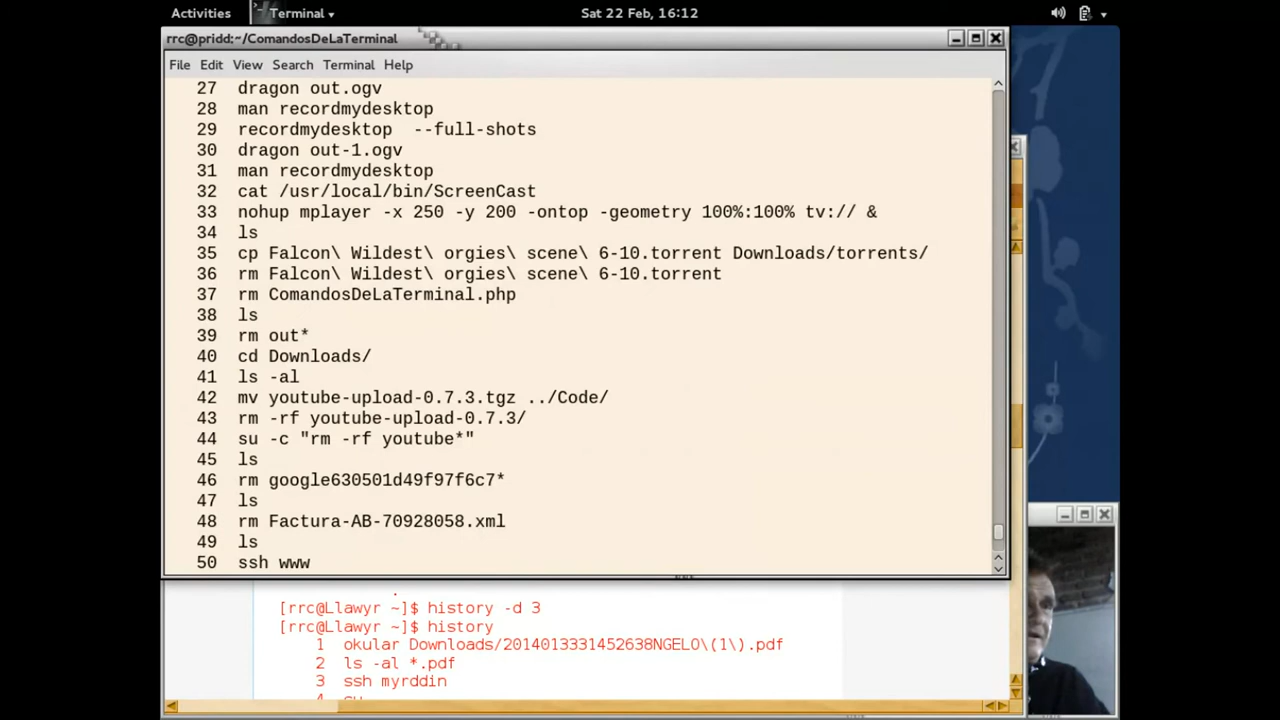 Activities
Terminal
Sat 22 Feb, 16:12
rrc@pridd:~/ComandosDeLaTerminal
File Edit View Search Terminal Help
27 dragon out.ogv
28 man recordmydesktop
29 recordmydesktop --full-shots
30 dragon out-1.ogv
31 man recordmydesktop
32 cat /usr/local/bin/ScreenCast
33 nohup mplayer -x 250 -y 200 -ontop -geometry 100%:100% tv:// &
34 ls
35 cp Falcon\ Wildest\ orgies\ scene\ 6-10.torrent Downloads/torrents/
36 rm Falcon\ Wildest\ orgies\ scene\ 6-10.torrent
37 rm ComandosDeLaTerminal.php
38 ls
39 rm out*
40 cd Downloads/
41 ls -al
42 mv youtube-upload-0.7.3.tgz ../Code/
43 rm -rf youtube-upload-0.7.3/
44 su -c "rm -rf youtube*"
45 ls
46 rm google630501d49f97f6c7*
47 ls
48 rm Factura-AB-70928058.xml
49 ls
50 ssh www
[rrc@Llawyr ~]$ history -d 3
[rrc@Llawyr ~]$ history
1 okular Downloads/2014013331452638NGELO\(1\).pdf
2 ls -al *.pdf
3 ssh myrddin